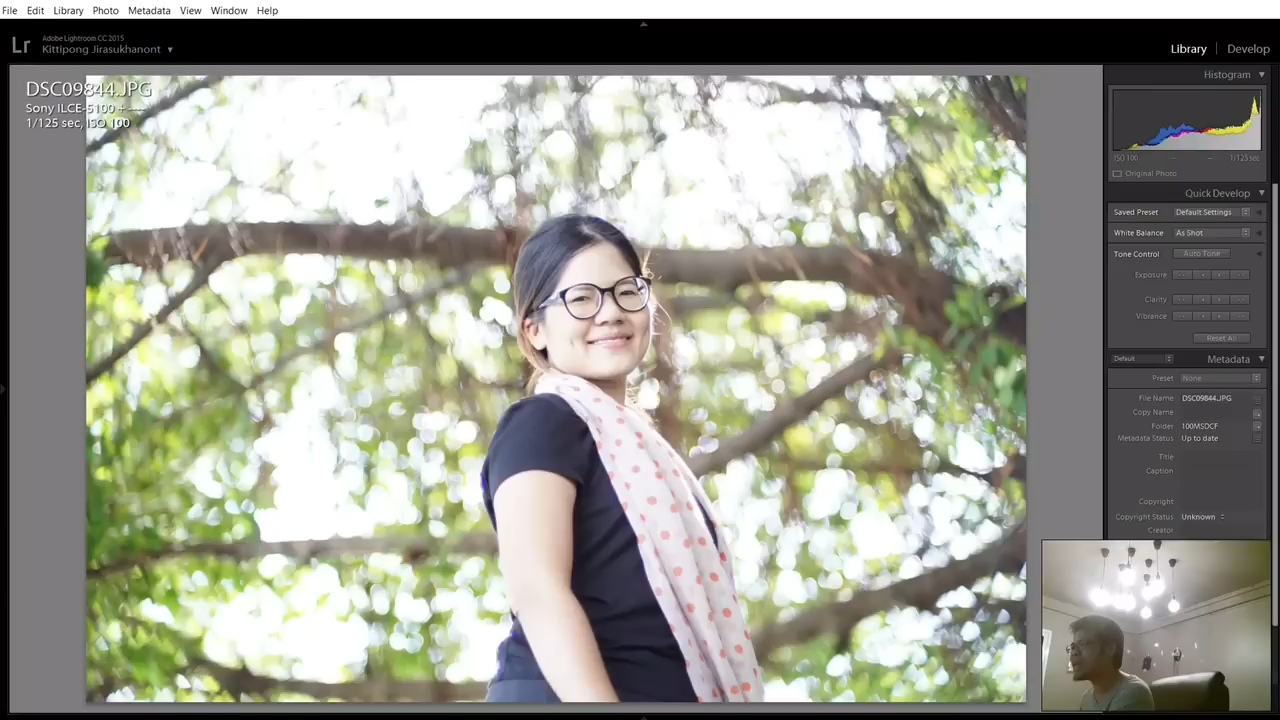 File Edit Library Photo Metadata View Window Help
Lr
Adobe Lightroom CC 2015
Kittipong Jirasukhanont
Library | Develop
DSC09844.JPG
Sony ILCE-5100 + ----
1/125 sec, ISO 100
Histogram
ISO 100 -- -- 1/125 sec
Original Photo
Quick Develop
Saved Preset Default Settings
White Balance As Shot
Tone Control Auto Tone
Exposure
Clarity
Vibrance
Reset All
Default Metadata
Preset None
File Name DSC09844.JPG
Copy Name
Folder 100MSDCF
Metadata Status Up to date
Title
Caption
Copyright
Copyright Status Unknown
Creator